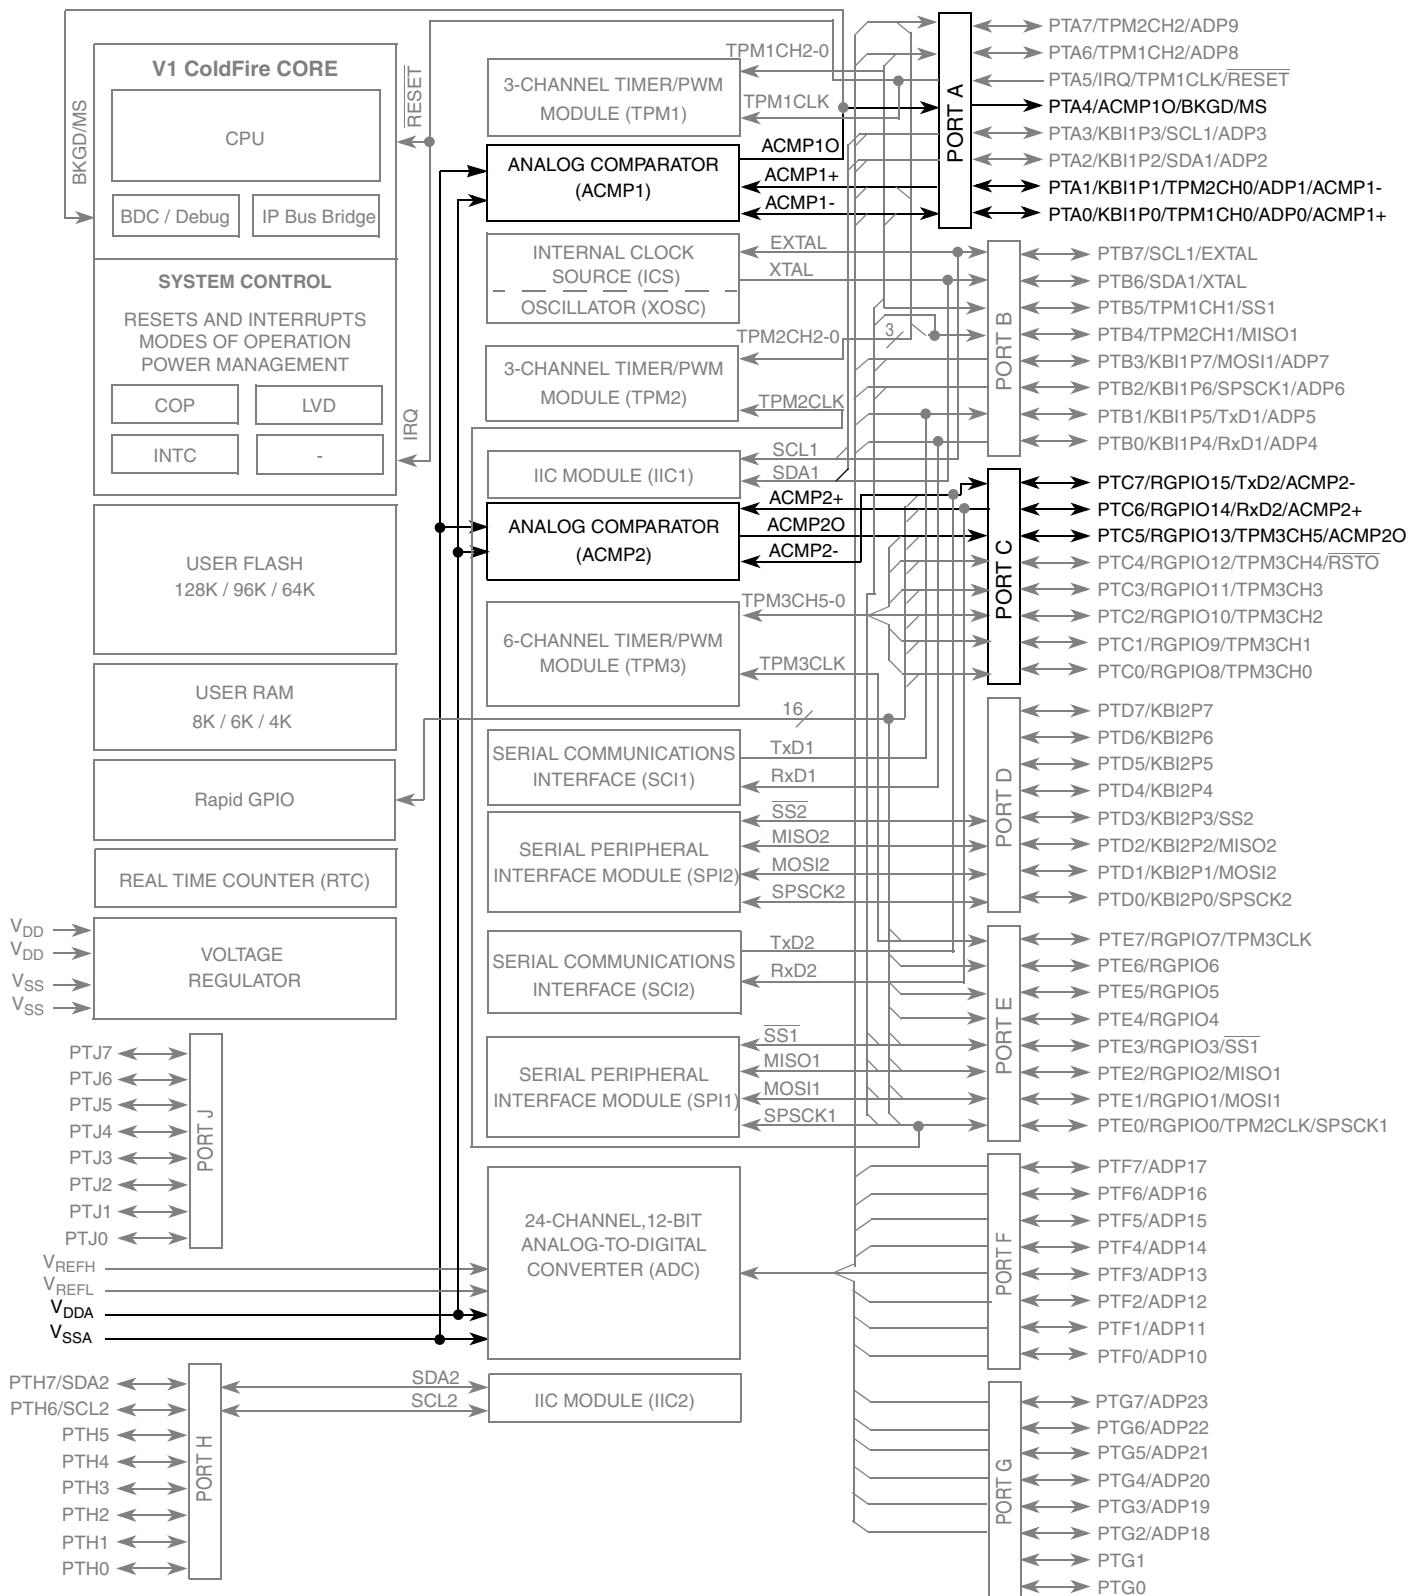 V1 ColdFire CORE
CPU
BDC / Debug
IP Bus Bridge
BKGD/MS
RESET
IRQ
SYSTEM CONTROL
RESETS AND INTERRUPTS
MODES OF OPERATION
POWER MANAGEMENT
COP
LVD
INTC
-
USER FLASH
128K / 96K / 64K
USER RAM
8K / 6K / 4K
Rapid GPIO
REAL TIME COUNTER (RTC)
VDD
VDD
VSS
VSS
VOLTAGE
REGULATOR
PTJ7
PTJ6
PTJ5
PTJ4
PTJ3
PTJ2
PTJ1
PTJ0
PORT J
VREFH
VREFL
VDDA
VSSA
PTH7/SDA2
PTH6/SCL2
PTH5
PTH4
PTH3
PTH2
PTH1
PTH0
PORT H
3-CHANNEL TIMER/PWM
MODULE (TPM1)
TPM1CH2-0
TPM1CLK
ANALOG COMPARATOR
(ACMP1)
ACMP1O
ACMP1+
ACMP1-
INTERNAL CLOCK
SOURCE (ICS)
OSCILLATOR (XOSC)
EXTAL
XTAL
3-CHANNEL TIMER/PWM
MODULE (TPM2)
TPM2CH2-0
3
TPM2CLK
IIC MODULE (IIC1)
SCL1
SDA1
ANALOG COMPARATOR
(ACMP2)
ACMP2+
ACMP2O
ACMP2-
6-CHANNEL TIMER/PWM
MODULE (TPM3)
TPM3CH5-0
TPM3CLK
16
SERIAL COMMUNICATIONS
INTERFACE (SCI1)
TxD1
RxD1
SERIAL PERIPHERAL
INTERFACE MODULE (SPI2)
SS2
MISO2
MOSI2
SPSCK2
SERIAL COMMUNICATIONS
INTERFACE (SCI2)
TxD2
RxD2
SERIAL PERIPHERAL
INTERFACE MODULE (SPI1)
SS1
MISO1
MOSI1
SPSCK1
24-CHANNEL,12-BIT
ANALOG-TO-DIGITAL
CONVERTER (ADC)
IIC MODULE (IIC2)
SDA2
SCL2
PORT A
PTA7/TPM2CH2/ADP9
PTA6/TPM1CH2/ADP8
PTA5/IRQ/TPM1CLK/RESET
PTA4/ACMP1O/BKGD/MS
PTA3/KBI1P3/SCL1/ADP3
PTA2/KBI1P2/SDA1/ADP2
PTA1/KBI1P1/TPM2CH0/ADP1/ACMP1-
PTA0/KBI1P0/TPM1CH0/ADP0/ACMP1+
PORT B
PTB7/SCL1/EXTAL
PTB6/SDA1/XTAL
PTB5/TPM1CH1/SS1
PTB4/TPM2CH1/MISO1
PTB3/KBI1P7/MOSI1/ADP7
PTB2/KBI1P6/SPSCK1/ADP6
PTB1/KBI1P5/TxD1/ADP5
PTB0/KBI1P4/RxD1/ADP4
PORT C
PTC7/RGPIO15/TxD2/ACMP2-
PTC6/RGPIO14/RxD2/ACMP2+
PTC5/RGPIO13/TPM3CH5/ACMP2O
PTC4/RGPIO12/TPM3CH4/RSTO
PTC3/RGPIO11/TPM3CH3
PTC2/RGPIO10/TPM3CH2
PTC1/RGPIO9/TPM3CH1
PTC0/RGPIO8/TPM3CH0
PORT D
PTD7/KBI2P7
PTD6/KBI2P6
PTD5/KBI2P5
PTD4/KBI2P4
PTD3/KBI2P3/SS2
PTD2/KBI2P2/MISO2
PTD1/KBI2P1/MOSI2
PTD0/KBI2P0/SPSCK2
PORT E
PTE7/RGPIO7/TPM3CLK
PTE6/RGPIO6
PTE5/RGPIO5
PTE4/RGPIO4
PTE3/RGPIO3/SS1
PTE2/RGPIO2/MISO1
PTE1/RGPIO1/MOSI1
PTE0/RGPIO0/TPM2CLK/SPSCK1
PORT F
PTF7/ADP17
PTF6/ADP16
PTF5/ADP15
PTF4/ADP14
PTF3/ADP13
PTF2/ADP12
PTF1/ADP11
PTF0/ADP10
PORT G
PTG7/ADP23
PTG6/ADP22
PTG5/ADP21
PTG4/ADP20
PTG3/ADP19
PTG2/ADP18
PTG1
PTG0